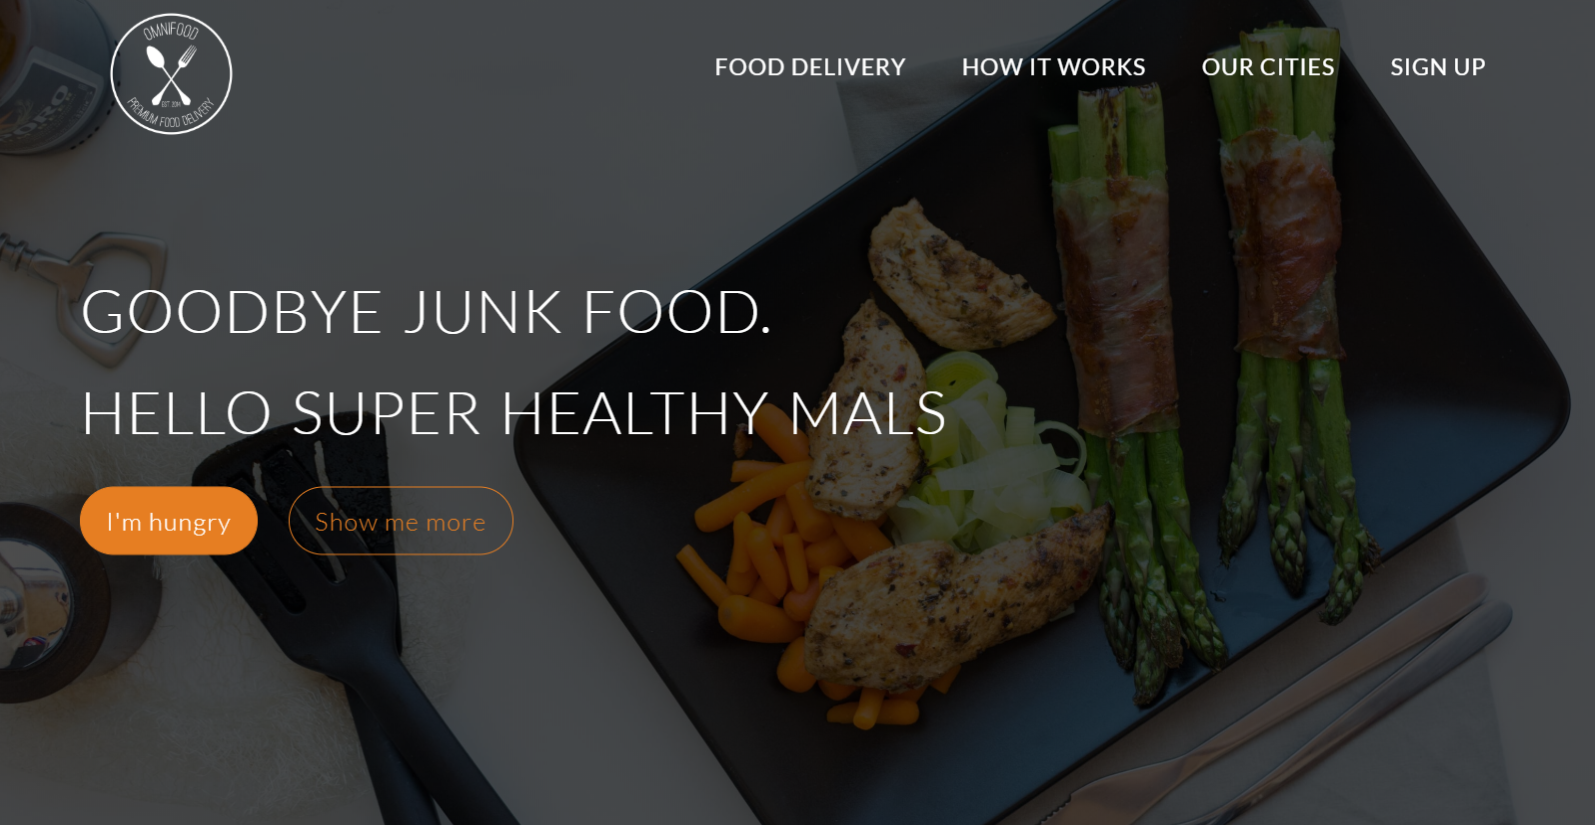 OMNIFOOD
EST 2014
PREMIUM FOOD DELIVERY
FOOD DELIVERY
HOW IT WORKS
OUR CITIES
SIGN UP
GOODBYE JUNK FOOD.
HELLO SUPER HEALTHY MALS
I'm hungry
Show me more